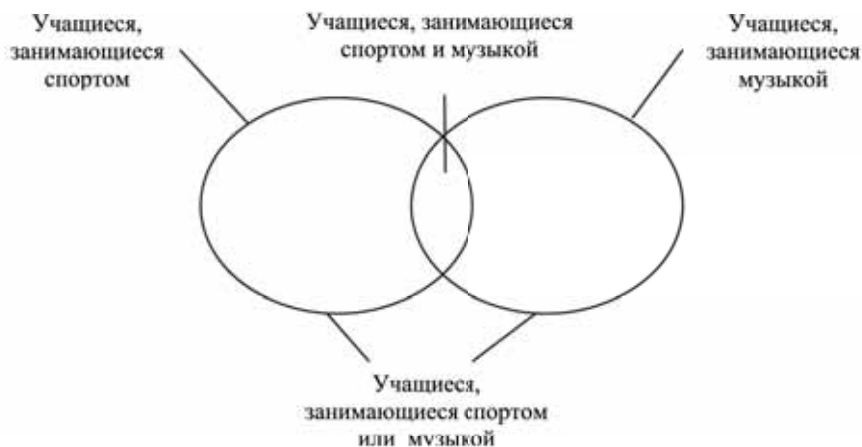 Учащиеся,
занимающиеся
спортом
Учащиеся, занимающиеся
спортом и музыкой
Учащиеся,
занимающиеся
музыкой
Учащиеся,
занимающиеся спортом
или музыкой